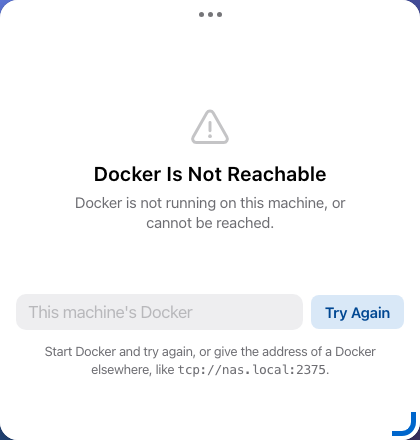 Docker Is Not Reachable
Docker is not running on this machine, or
cannot be reached.
This machine's Docker
Try Again
Start Docker and try again, or give the address of a Docker
elsewhere, like tcp://nas.local:2375.